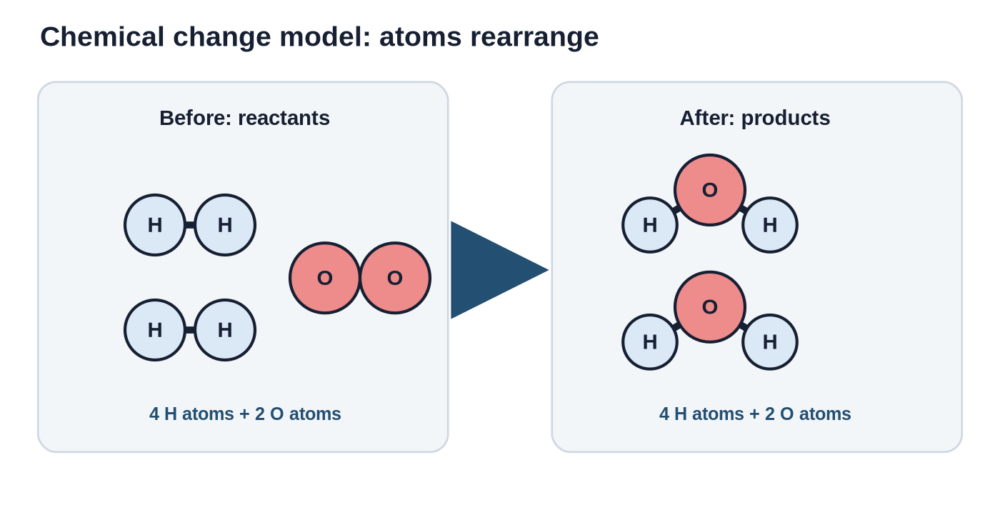 Chemical change model: atoms rearrange
Before: reactants
H H
O O
H H
4 H atoms + 2 O atoms
After: products
O
H H
O
H H
4 H atoms + 2 O atoms